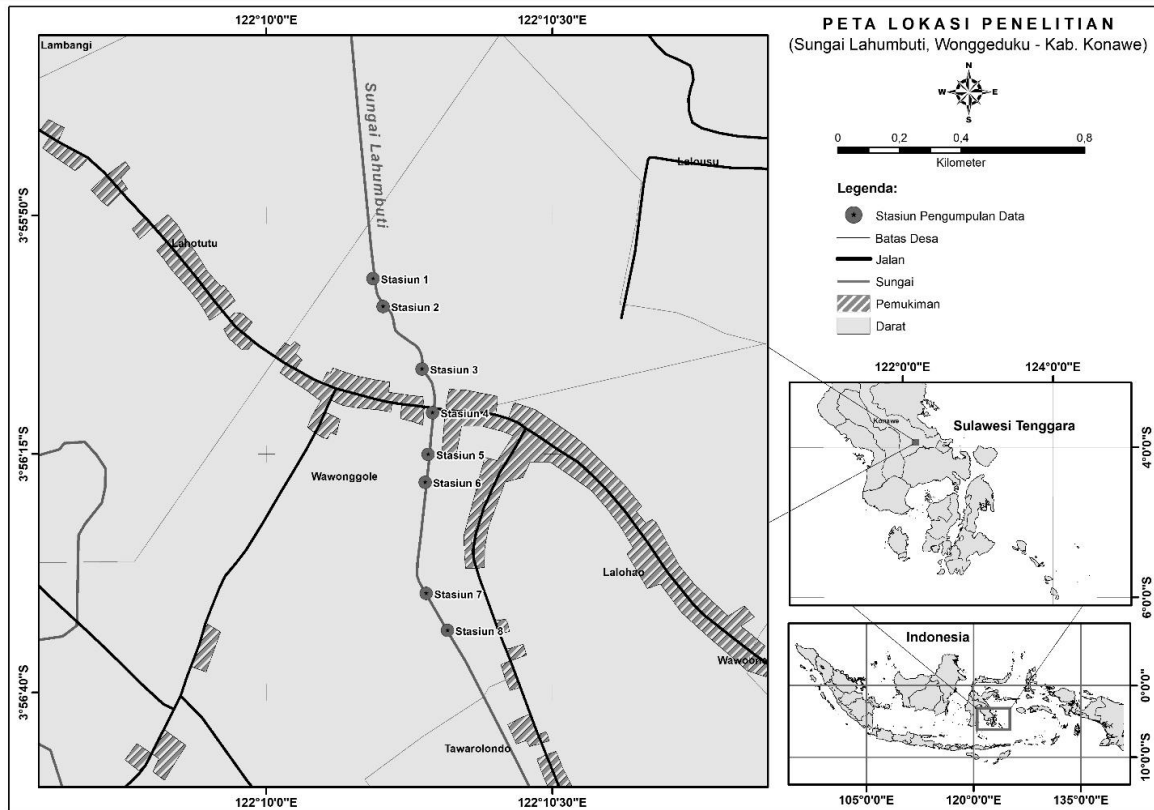 122°10'0"E
122°10'30"E
Lambangi
Sungai Lahumbuti
Lalousu
3°55'50"S
Lahotutu
Stasiun 1
Stasiun 2
Stasiun 3
Stasiun 4
3°56'15"S
Stasiun 5
Wawonggole
Stasiun 6
Lalohao
Stasiun 7
Stasiun 8
Wawoone
3°56'40"S
Tawarolondo
122°10'0"E
122°10'30"E
PETA LOKASI PENELITIAN
(Sungai Lahumbuti, Wonggeduku - Kab. Konawe)
N
W
E
S
0
0,2
0,4
0,8
Kilometer
Legenda:
Stasiun Pengumpulan Data
Batas Desa
Jalan
Sungai
Pemukiman
Darat
122°0'0"E
124°0'0"E
Konawe
Sulawesi Tenggara
4°0'0"S
6°0'0"S
Indonesia
0°0'0"
10°0'0"S
105°0'0"E
120°0'0"E
135°0'0"E